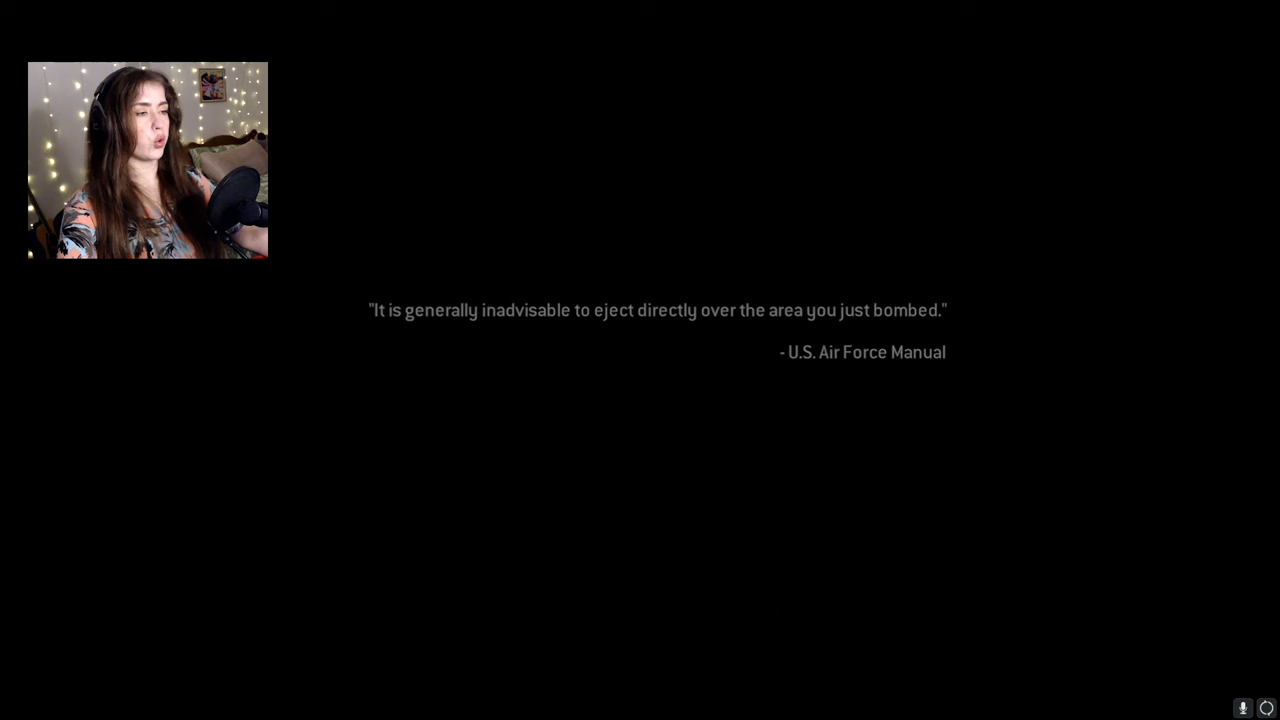 "It is generally inadvisable to eject directly over the area you just bombed."
- U.S. Air Force Manual